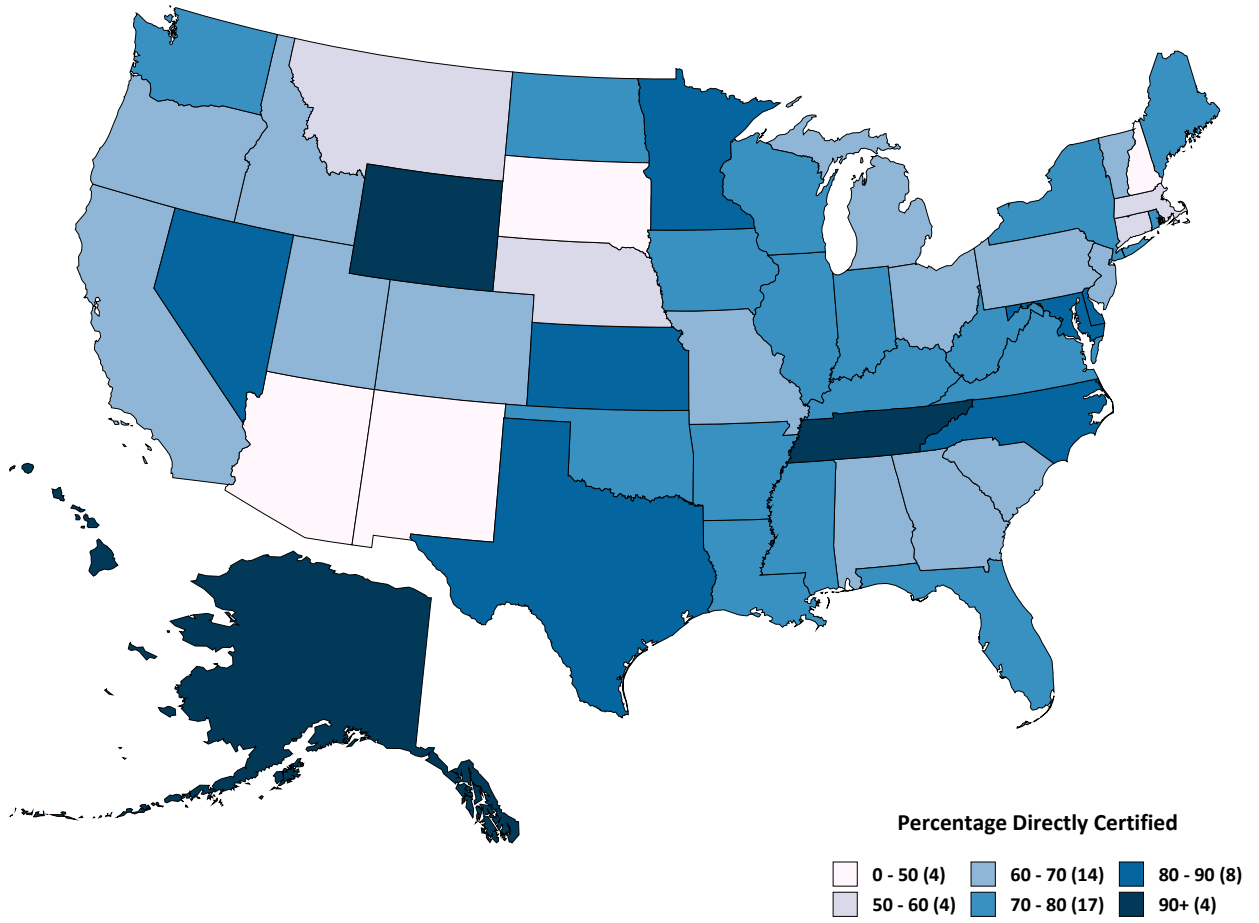 Percentage Directly Certified
0 - 50 (4) 60 - 70 (14) 80 - 90 (8)
50 - 60 (4) 70 - 80 (17) 90+ (4)